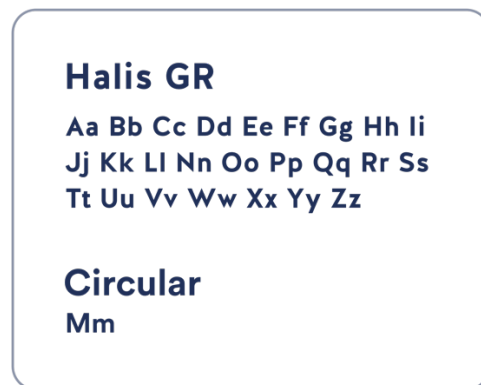 Halis GR
Aa Bb Cc Dd Ee Ff Gg Hh Ii
Jj Kk Ll Nn Oo Pp Qq Rr Ss
Tt Uu Vv Ww Xx Yy Zz
Circular
Mm